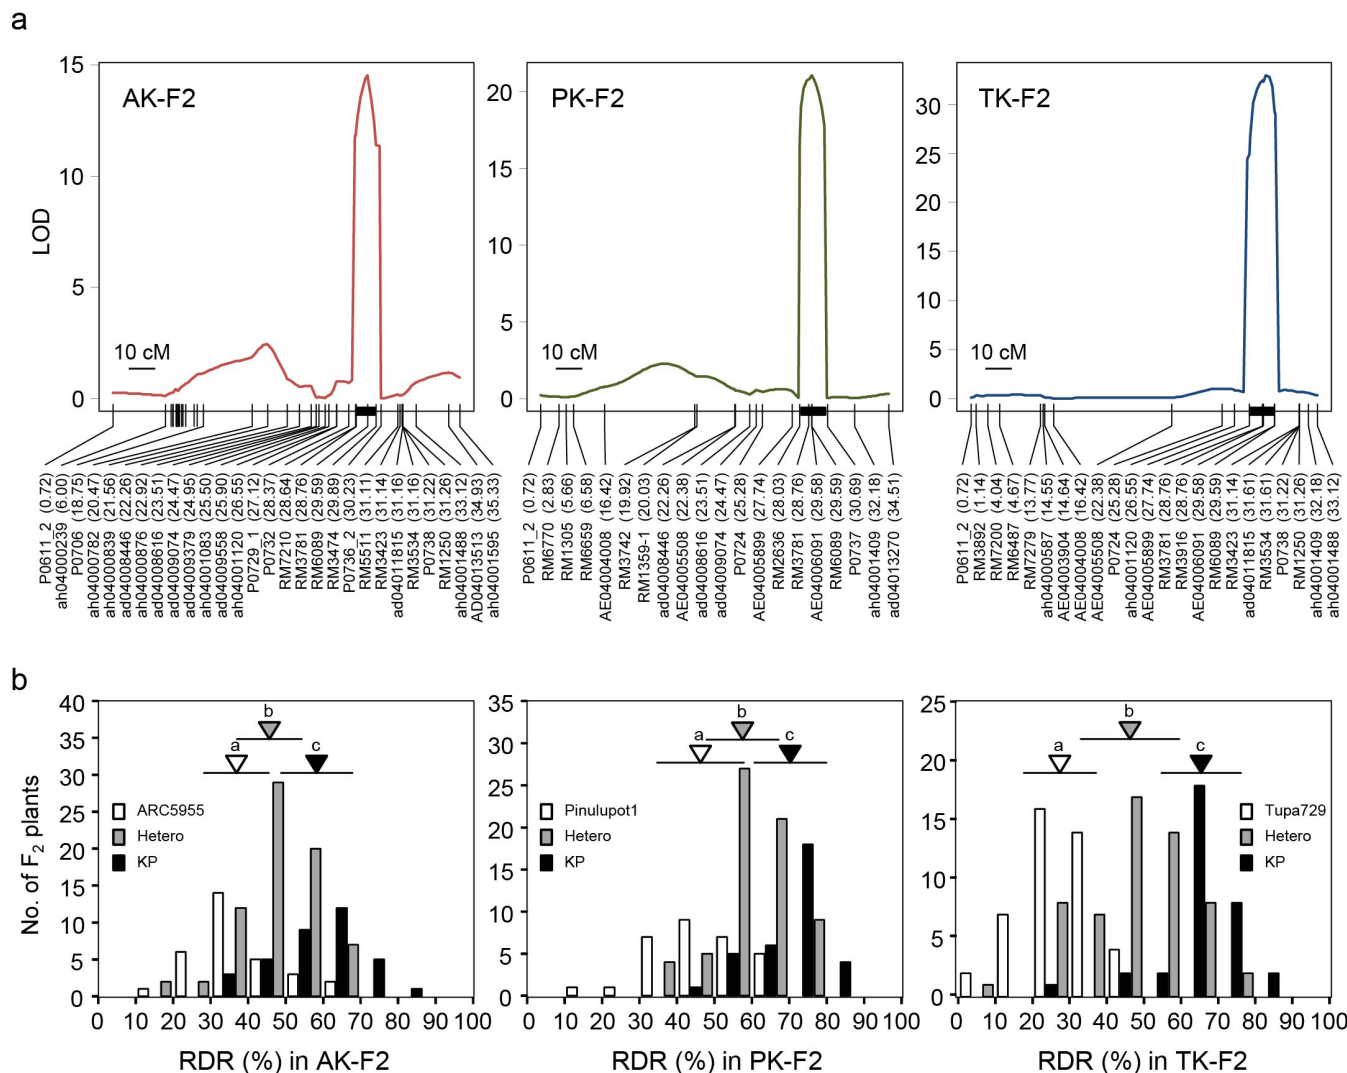 a
15
10
5
0
LOD
AK-F2
10 cM
20
15
10
5
0
PK-F2
10 cM
30
25
20
15
10
5
0
TK-F2
10 cM
P0611_2 (0.72)
ah04000239 (6.00)
P0706 (18.75)
ah04000782 (20.47)
ah04000839 (21.56)
ad04008446 (22.26)
ah04000876 (22.92)
ad04008616 (23.51)
ad04009074 (24.47)
ad04009379 (24.95)
ah04001083 (25.50)
ad04009558 (25.90)
ah04001120 (26.55)
P0729_1 (27.12)
P0732 (28.37)
RM7210 (28.64)
RM3781 (28.76)
RM6089 (29.59)
RM3474 (29.89)
P0736_2 (30.23)
RM5511 (31.11)
RM3423 (31.14)
ad04011815 (31.16)
RM3534 (31.16)
P0738 (31.22)
RM1250 (31.26)
ah04001488 (33.12)
AD04013513 (34.93)
ah04001595 (35.33)
P0611_2 (0.72)
RM6770 (2.83)
RM1305 (5.66)
RM6659 (6.58)
AE04004008 (16.42)
RM3742 (19.92)
RM1359-1 (20.03)
ad04008446 (22.26)
AE04005508 (22.38)
ad04008616 (23.51)
ad04009074 (24.47)
P0724 (25.28)
AE04005899 (27.74)
RM2636 (28.03)
RM3781 (28.76)
AE04006091 (29.58)
RM6089 (29.59)
P0737 (30.69)
ah04001409 (32.18)
ad04013270 (34.51)
P0611_2 (0.72)
RM3892 (1.14)
RM7200 (4.04)
RM6487 (4.67)
RM7279 (13.77)
ah04000587 (14.55)
AE04003904 (14.64)
AE04004008 (16.42)
AE04005508 (22.38)
P0724 (25.28)
ah04001120 (26.55)
AE04005899 (27.74)
RM3781 (28.76)
RM3916 (28.76)
AE04006091 (29.58)
RM6089 (29.59)
RM3423 (31.14)
ad04011815 (31.61)
RM3534 (31.61)
P0738 (31.22)
RM1250 (31.26)
ah04001409 (32.18)
ah04001488 (33.12)
b
No. of F2 plants
40
35
30
25
20
15
10
5
0
a
b
c
ARC5955
Hetero
KP
0 10 20 30 40 50 60 70 80 90 100
RDR (%) in AK-F2
35
30
25
20
15
10
5
0
a
b
c
Pinulupot1
Hetero
KP
0 10 20 30 40 50 60 70 80 90 100
RDR (%) in PK-F2
25
20
15
10
5
0
a
b
c
Tupa729
Hetero
KP
0 10 20 30 40 50 60 70 80 90 100
RDR (%) in TK-F2